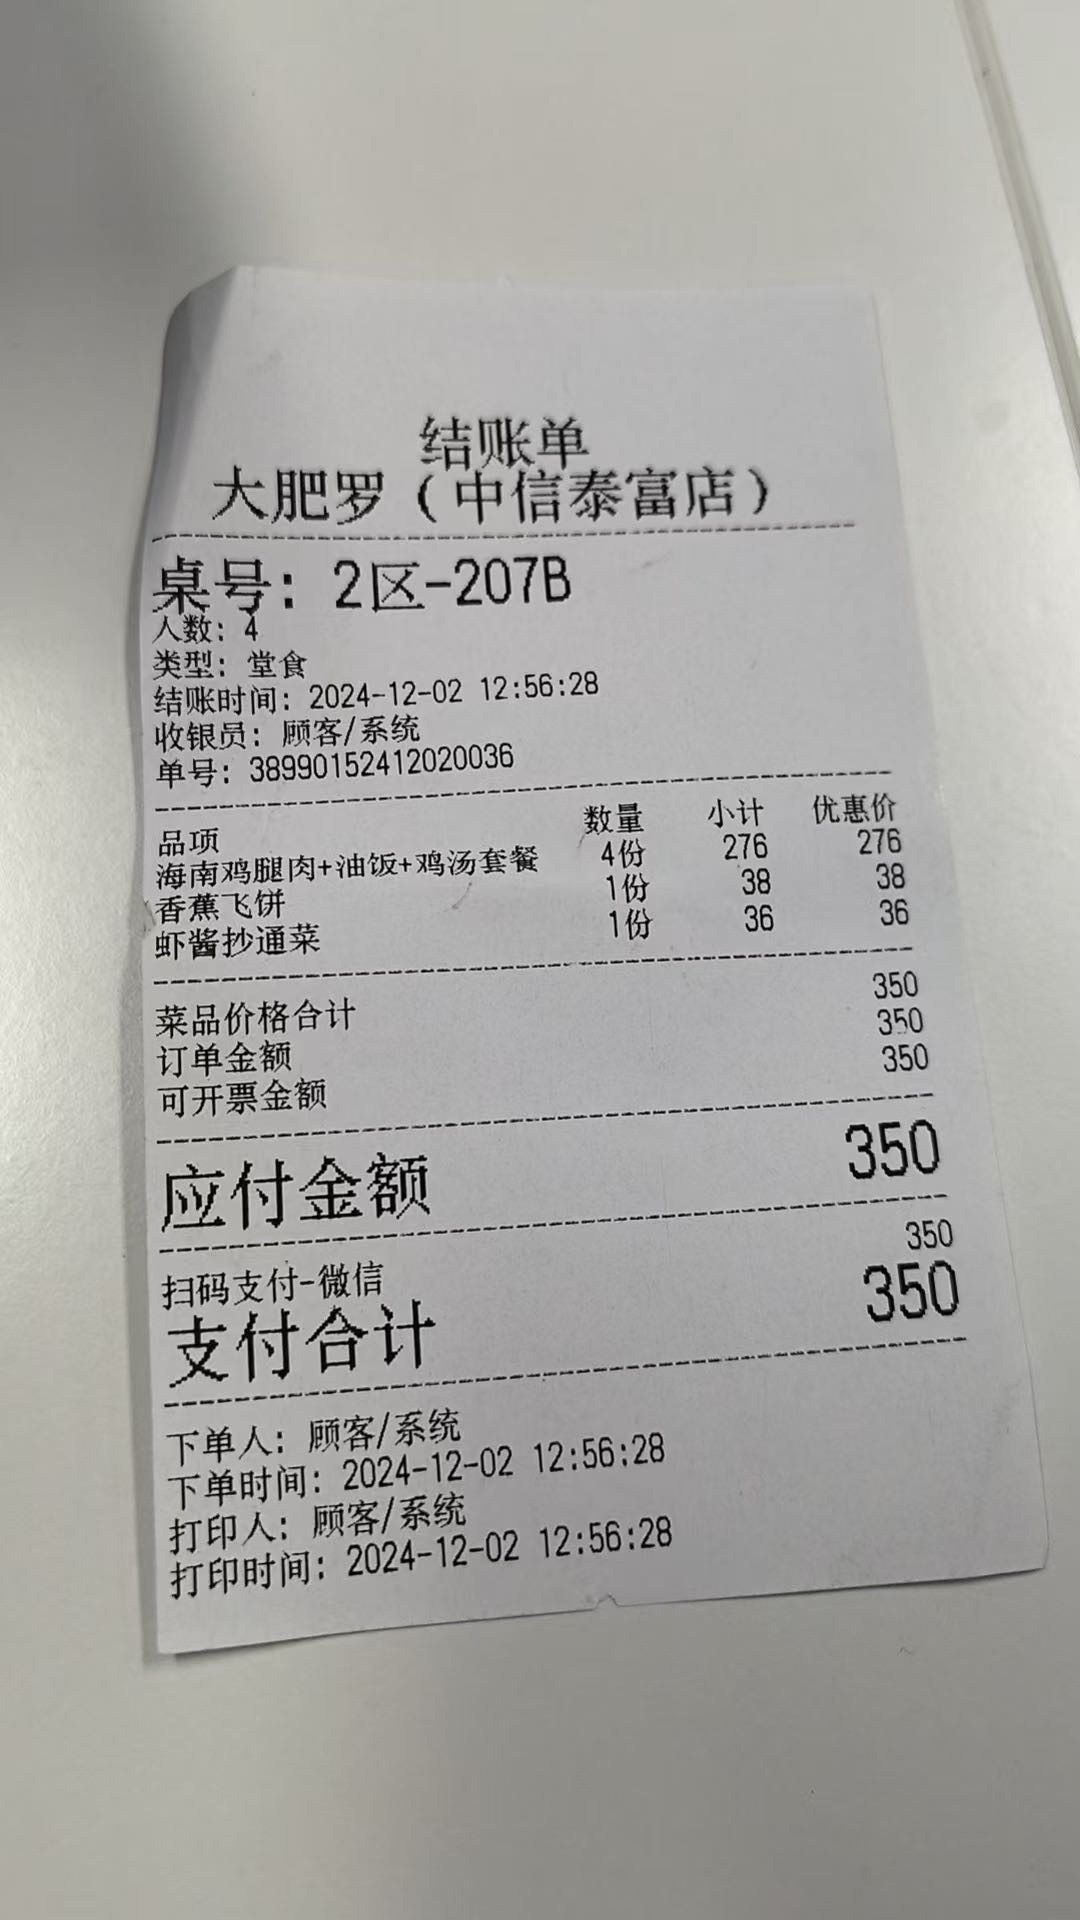 结账单
大肥罗（中信泰富店）
桌号：2区-207B
人数：4
类型：堂食
结账时间：2024-12-02 12:56:28
收银员：顾客/系统
单号：38990152412020036
品项 数量 小计 优惠价
海南鸡腿肉+油饭+鸡汤套餐 4份 276 276
香蕉飞饼 1份 38 38
虾酱抄通菜 1份 36 36
菜品价格合计 350
订单金额 350
可开票金额 350
应付金额 350
扫码支付-微信 350
支付合计 350
下单人：顾客/系统
下单时间：2024-12-02 12:56:28
打印人：顾客/系统
打印时间：2024-12-02 12:56:28